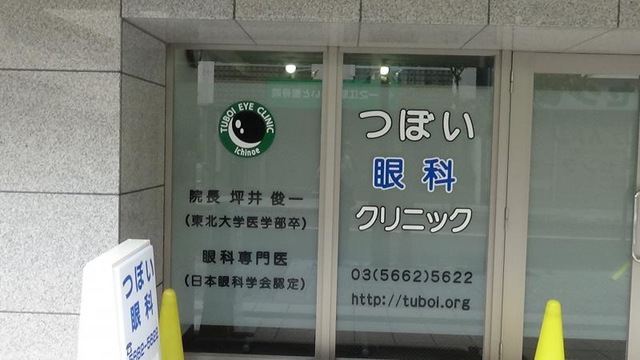 TUBOI EYE CLINIC
Ichinoe
院長 坪井 俊一
(東北大学医学部卒)
眼科専門医
(日本眼科学会認定)
つぼい
眼科
クリニック
03(5662)5622
http://tuboi.org
つぼい
眼科